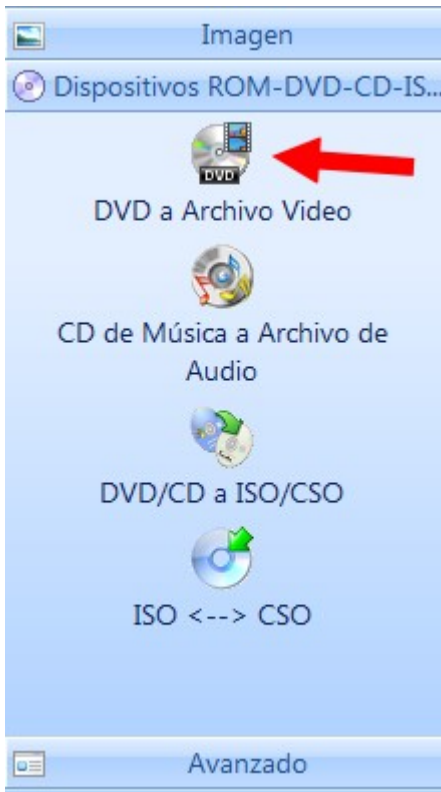 Imagen
Dispositivos ROM-DVD-CD-IS...
DVD
DVD a Archivo Video
CD de Música a Archivo de
Audio
DVD/CD a ISO/CSO
ISO <--> CSO
Avanzado